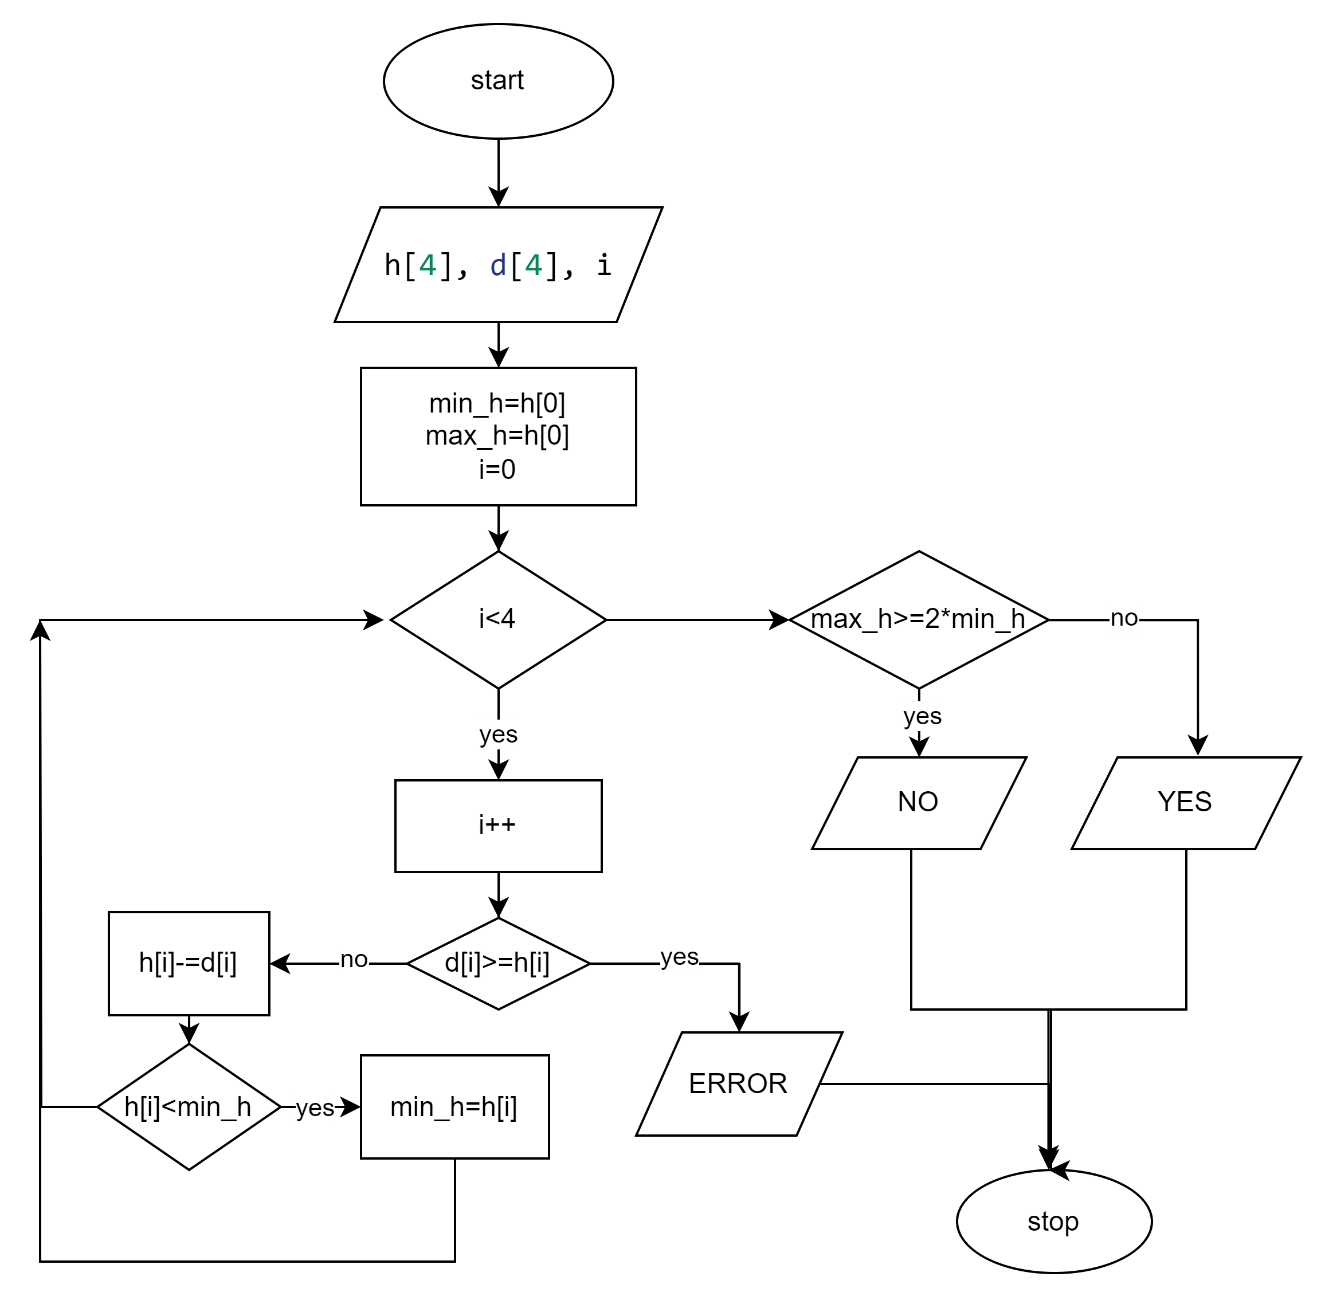 start
h[4], d[4], i
min_h=h[0]
max_h=h[0]
i=0
i<4
max_h>=2*min_h
no
yes
yes
NO
YES
i++
h[i]-=d[i]
no
d[i]>=h[i]
yes
ERROR
h[i]<min_h
yes
min_h=h[i]
stop